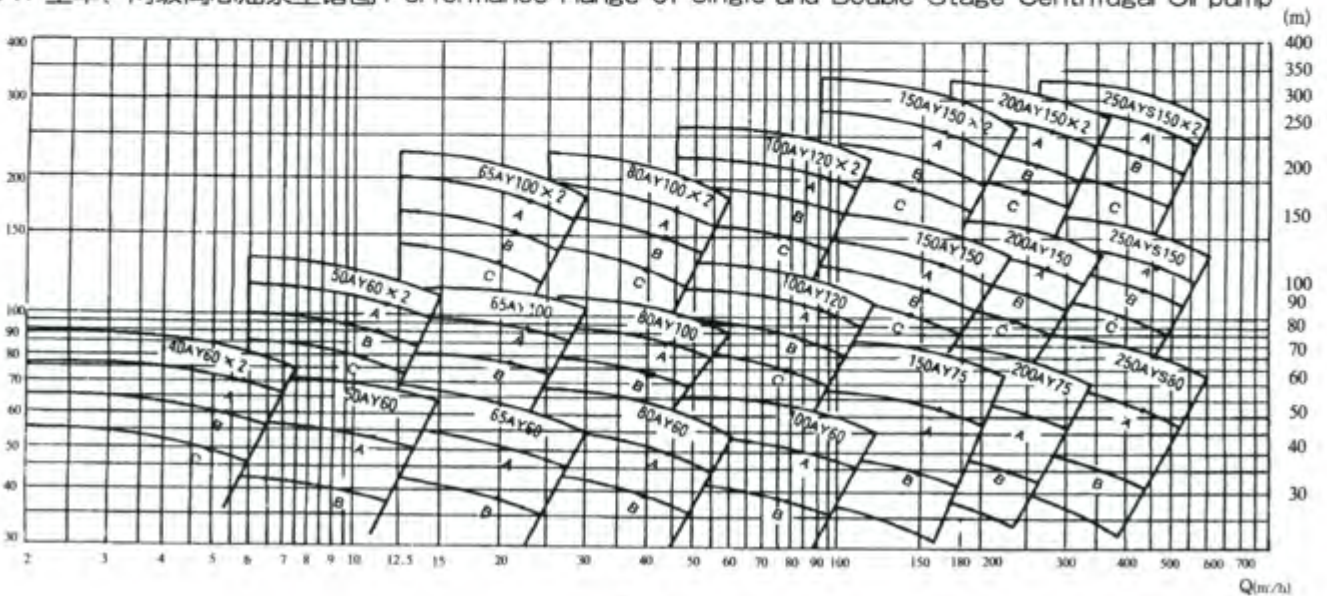 Performance Range of Single and Double Stage Centrifugal Oil pump
(m)
400
300
200
150
100
90
80
70
60
50
40
30
400
350
300
250
200
150
100
90
80
70
60
50
40
30
150AY150×2
200AY150×2
250AYS150×2
A
A
A
B
B
B
C
C
100AY120×2
A
B
C
65AY100×2
80AY100×2
A
A
B
B
C
C
150AY150
200AY150
250AYS150
A
A
A
B
B
B
C
C
C
50AY60×2
65AY100
80AY100
100AY120
A
A
A
A
B
B
B
B
C
C
40AY60×2
50AY60
65AY60
80AY60
100AY60
150AY75
200AY75
250AYS80
A
A
A
A
A
A
A
A
B
B
B
B
B
B
B
B
C
2 3 4 5 6 7 8 9 10 12.5 15 20 30 40 50 60 70 80 90 100 150 180 200 300 400 500 600 700
Q(m³/h)